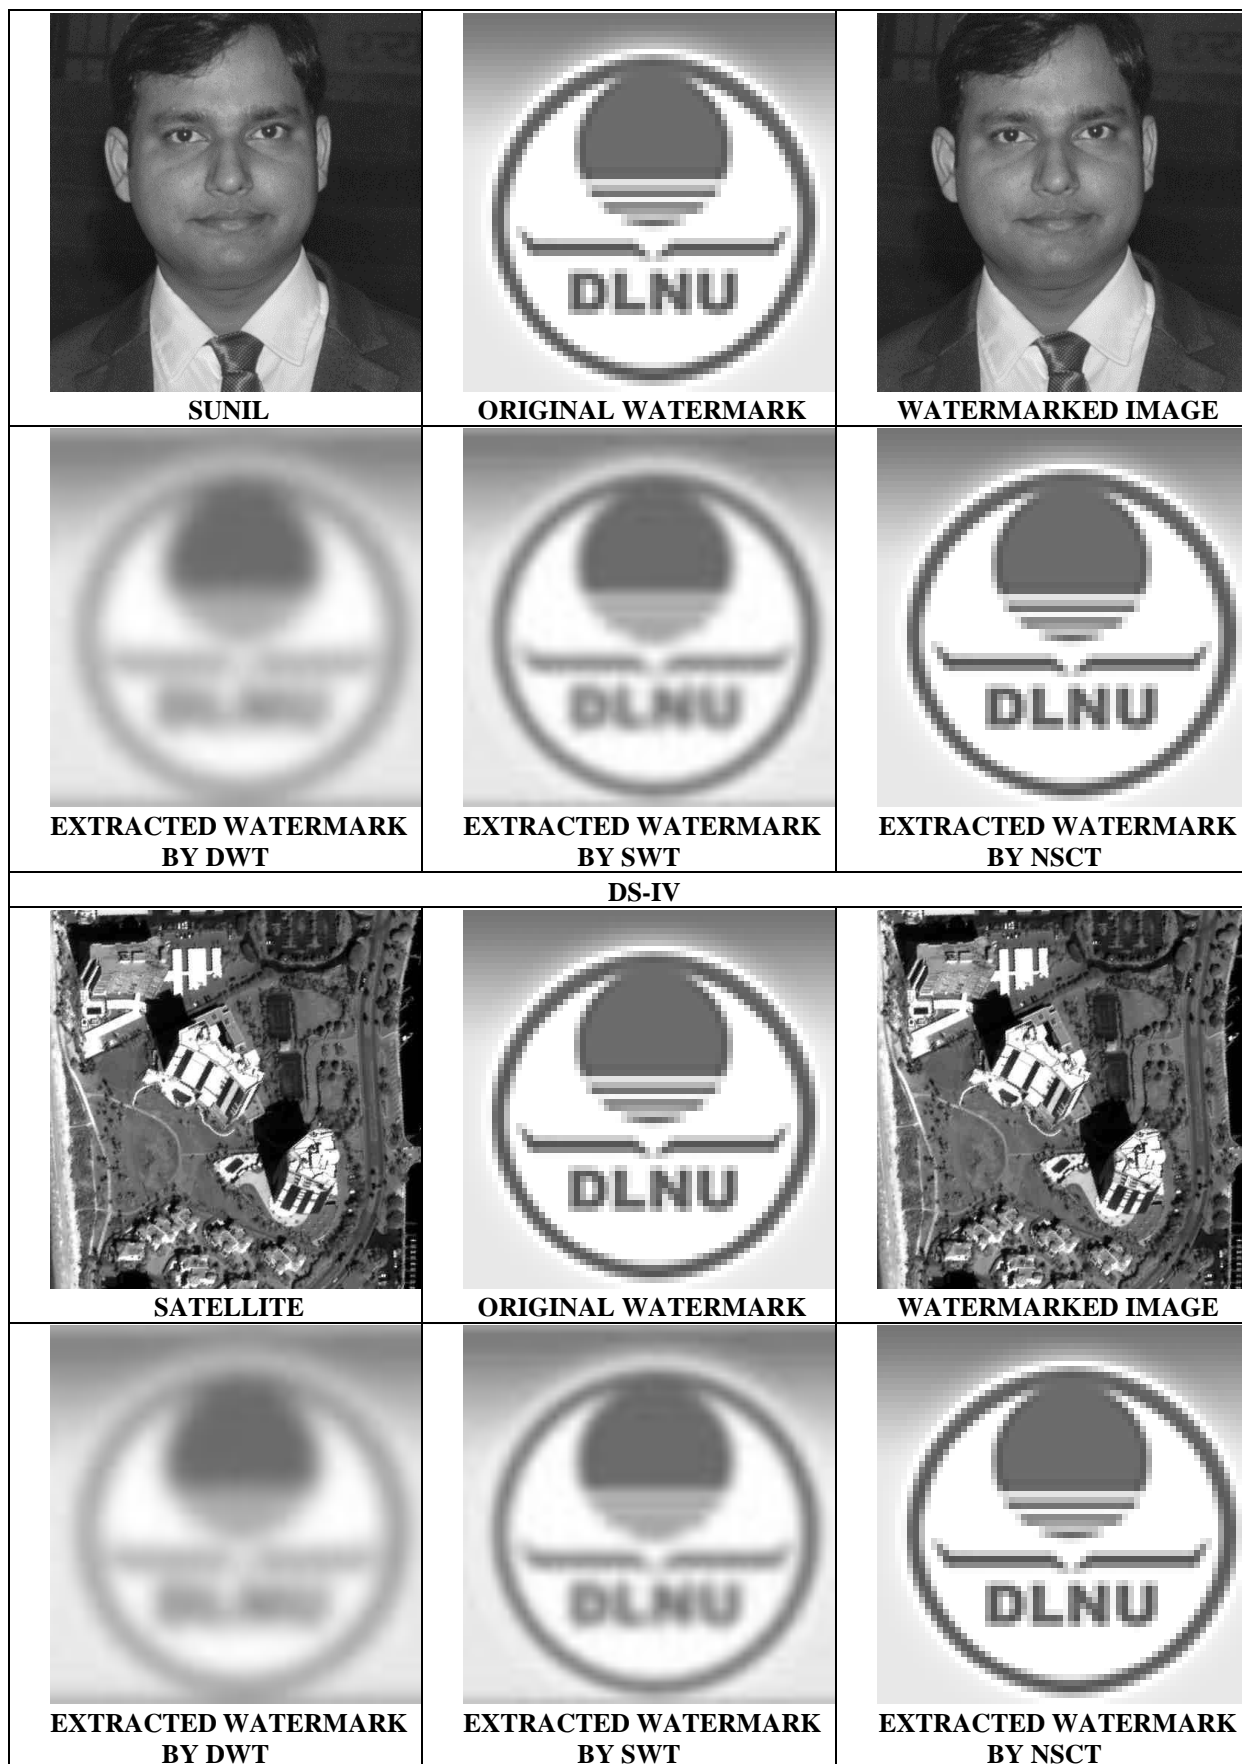 DLNU
SUNIL
ORIGINAL WATERMARK
WATERMARKED IMAGE
DLNU
DLNU
DLNU
EXTRACTED WATERMARK
BY DWT
EXTRACTED WATERMARK
BY SWT
EXTRACTED WATERMARK
BY NSCT
DS-IV
DLNU
SATELLITE
ORIGINAL WATERMARK
WATERMARKED IMAGE
DLNU
DLNU
DLNU
EXTRACTED WATERMARK
BY DWT
EXTRACTED WATERMARK
BY SWT
EXTRACTED WATERMARK
BY NSCT